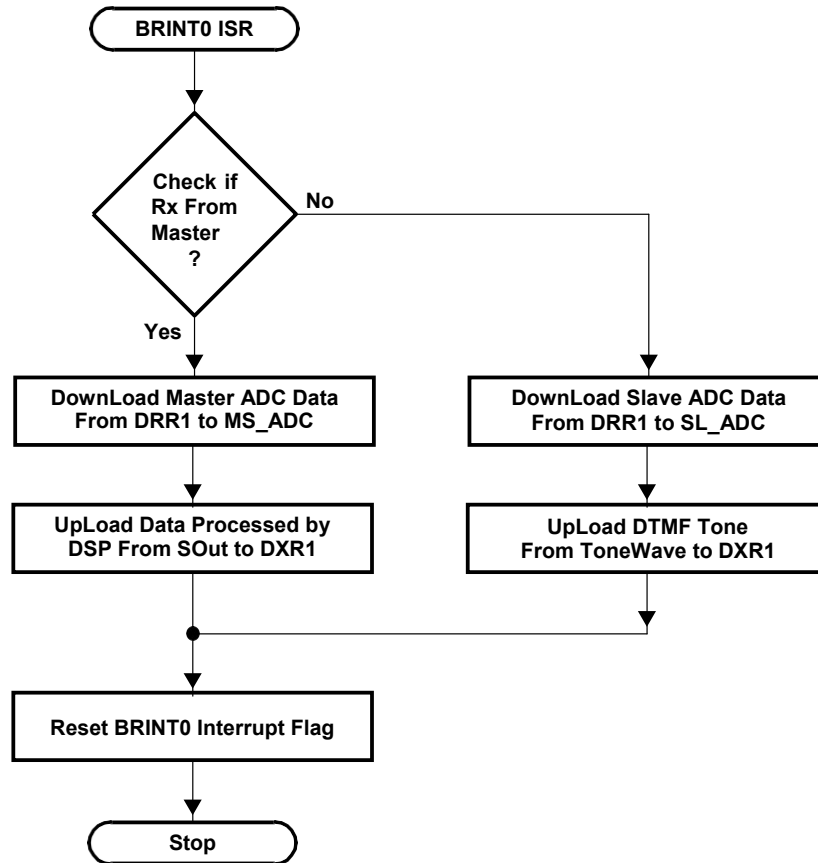 BRINT0 ISR
Check if
Rx From
Master
?
No
Yes
DownLoad Master ADC Data
From DRR1 to MS_ADC
DownLoad Slave ADC Data
From DRR1 to SL_ADC
UpLoad Data Processed by
DSP From SOut to DXR1
UpLoad DTMF Tone
From ToneWave to DXR1
Reset BRINT0 Interrupt Flag
Stop